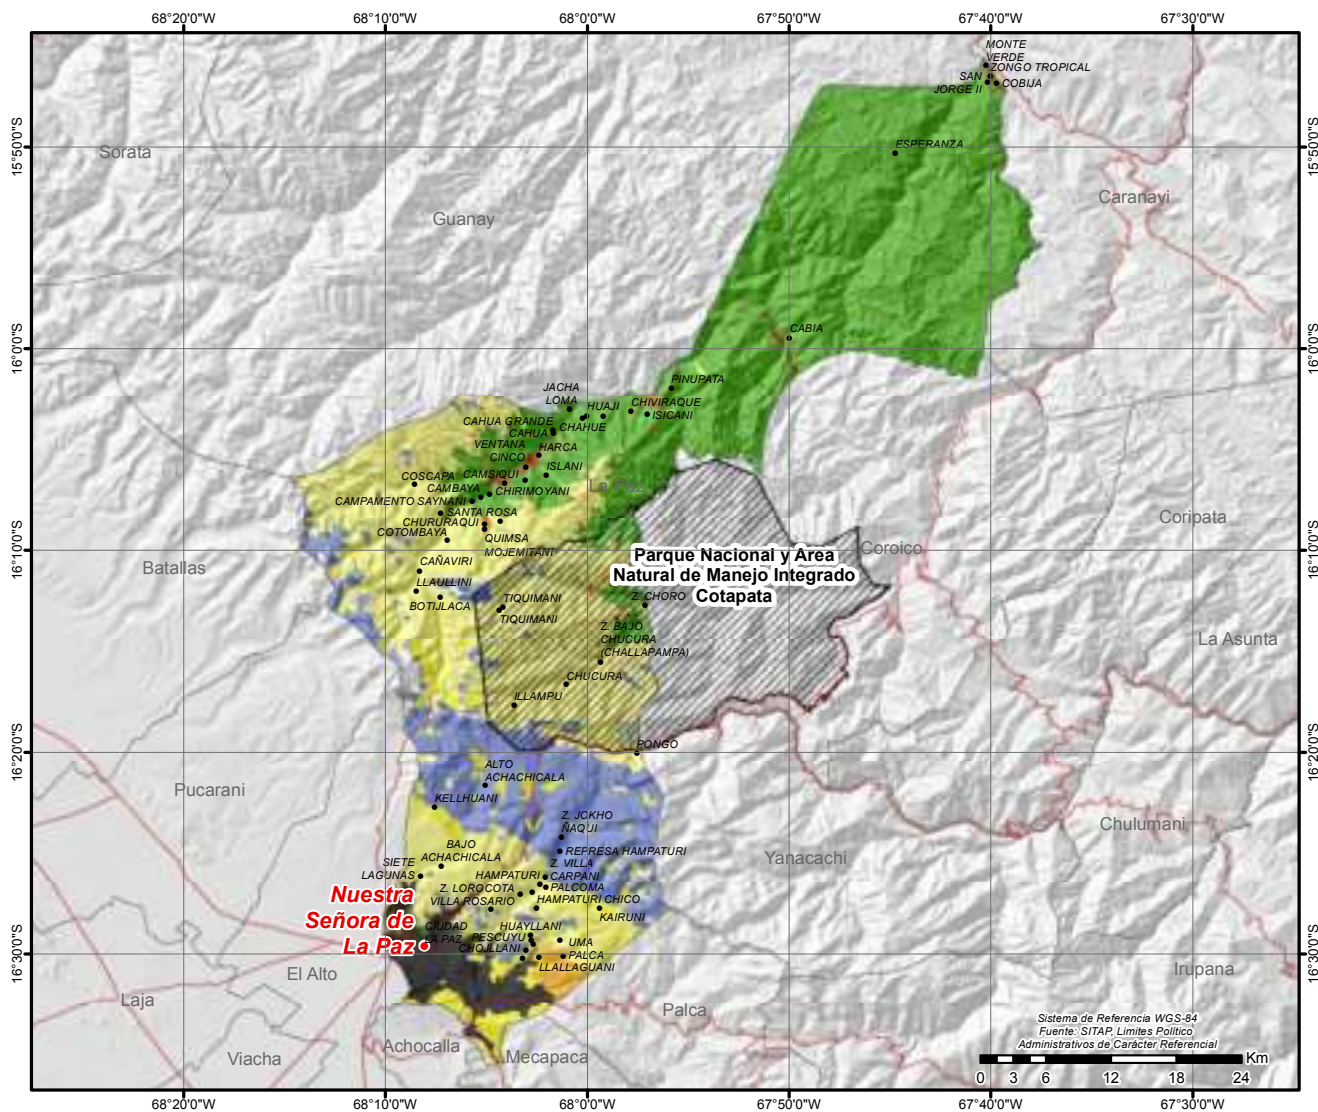 68°20'0"W
68°10'0"W
68°0'0"W
67°50'0"W
67°40'0"W
67°30'0"W
MONTE
VERDE
ZONGO TROPICAL
SAN
JORGE II
COBIJA
15°50'0"S
15°50'0"S
Sorata
ESPERANZA
Caranavi
Guanay
CABIA
16°0'0"S
16°0'0"S
PINUPATA
JACHA
LOMA
HUAJI
CHIVIRAQUE
ISICANI
CAHUA GRANDE
CHAHUE
CAHUA
VENTANA
HARCA
CINCO
ISLANI
COSCAPA
CAMSIQUI
La Paz
CAMBAYA
CHIRIMOYANI
CAMPAMENTO SAYNANI
SANTA ROSA
CHURURAQUI
COTOMBAYA
QUIMSA
MOJEMITANI
Coripata
16°10'0"S
16°10'0"S
Coroico
Parque Nacional y Area
Natural de Manejo Integrado
Cotapata
Batallas
CAÑAVIRI
LLAULLINI
BOTIJLACA
TIQUIMANI
TIQUIMANI
Z. CHORO
Z. BAJO
CHUCURA
(CHALLAPAMPA)
La Asunta
CHUCURA
ILLAMPU
PONGO
16°20'0"S
16°20'0"S
ALTO
ACHACHICALA
Pucarani
KELLHUANI
Z. JCKHO
ÑAQUI
Chulumani
BAJO
ACHACHICALA
REPRESA HAMPATURI
Yanacachi
SIETE
LAGUNAS
Z. VILLA
CARPANI
HAMPATURI
PALCOMA
Z. LOROCOTA
HAMPATURI CHICO
VILLA ROSARIO
KAIRUNI
Nuestra
Señora de
La Paz
CIUDAD
LA PAZ
HUAYLLANI
PESCUYU
UMA
PALCA
CHOJLLANI
LLALLAGUANI
16°30'0"S
16°30'0"S
El Alto
Irupana
Laja
Palca
Viacha
Achocalla
Mecapaca
Sistema de Referencia WGS-84
Fuente: SITAP, Limites Politico
Administrativos de Carácter Referencial
Km
0 3 6 12 18 24
68°20'0"W
68°10'0"W
68°0'0"W
67°50'0"W
67°40'0"W
67°30'0"W